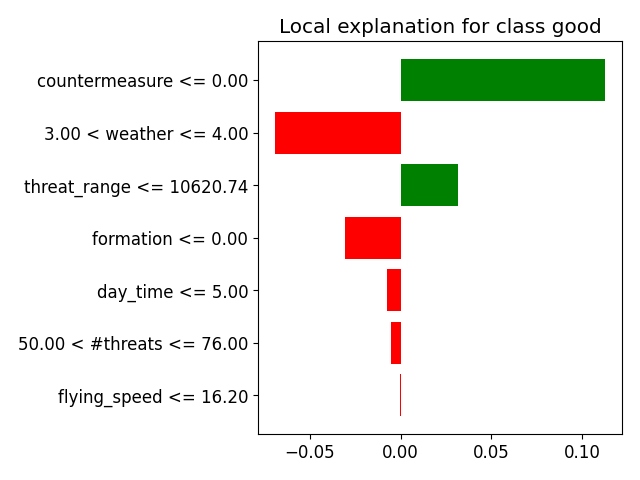 Local explanation for class good
countermeasure <= 0.00
3.00 < weather <= 4.00
threat_range <= 10620.74
formation <= 0.00
day_time <= 5.00
50.00 < #threats <= 76.00
flying_speed <= 16.20
−0.05 0.00 0.05 0.10